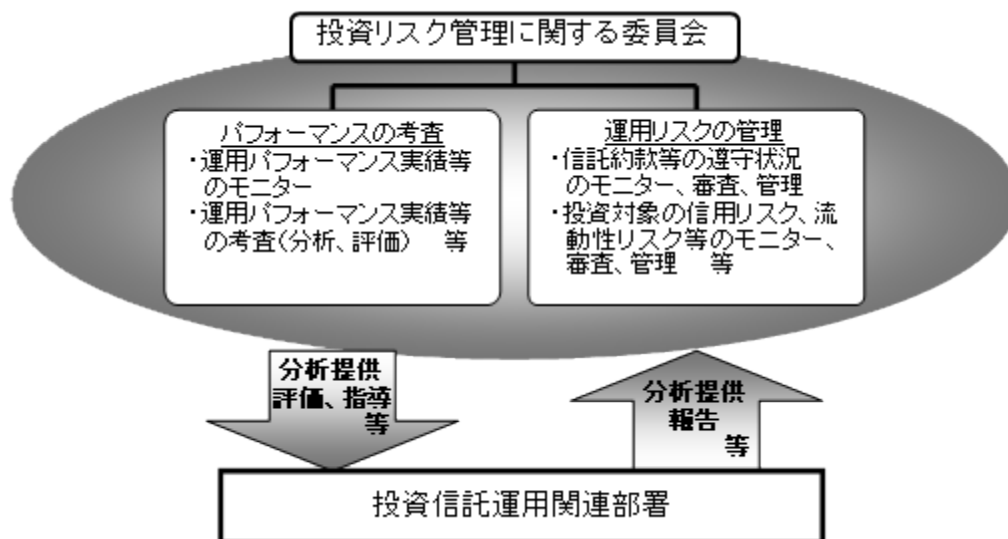 投資リスク管理に関する委員会
パフォーマンスの考査
・運用パフォーマンス実績等
のモニター
・運用パフォーマンス実績等
の考査(分析、評価) 等
運用リスクの管理
・信託約款等の遵守状況
のモニター、審査、管理
・投資対象の信用リスク、流
動性リスク等のモニター、
審査、管理 等
分析提供
評価、指導
等
分析提供
報告
等
投資信託運用関連部署